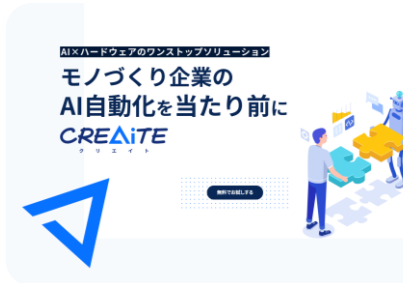 AI×ハードウェアのワンストップソリューション
モノづくり企業の
AI自動化を当たり前に
CREAiTE
クリエイト
無料でお試しする